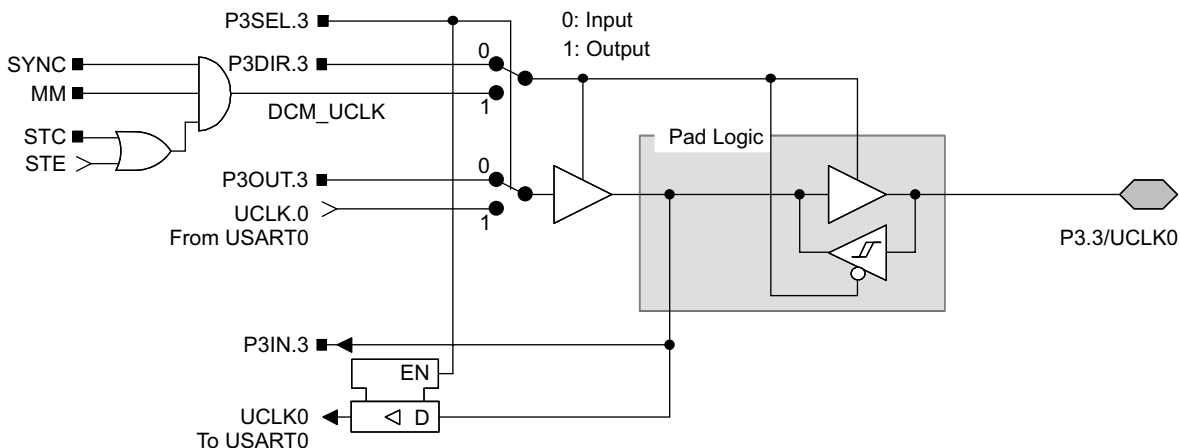 P3SEL.3
0: Input
1: Output
SYNC
P3DIR.3
0
MM
1
DCM_UCLK
STC
STE
Pad Logic
P3OUT.3
0
UCLK.0
1
From USART0
P3.3/UCLK0
P3IN.3
EN
UCLK0
D
To USART0